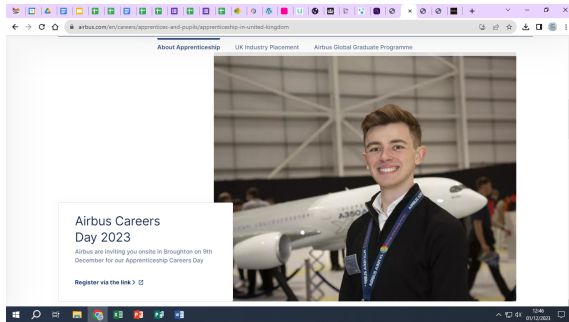 airbus.com/en/careers/apprentices-and-pupils/apprenticeship-in-united-kingdom
About Apprenticeship UK Industry Placement Airbus Global Graduate Programme
Airbus Careers
Day 2023
Airbus are inviting you onsite in Broughton on 9th
December for our Apprenticeship Careers Day
Register via the link >
12:46
01/12/2023